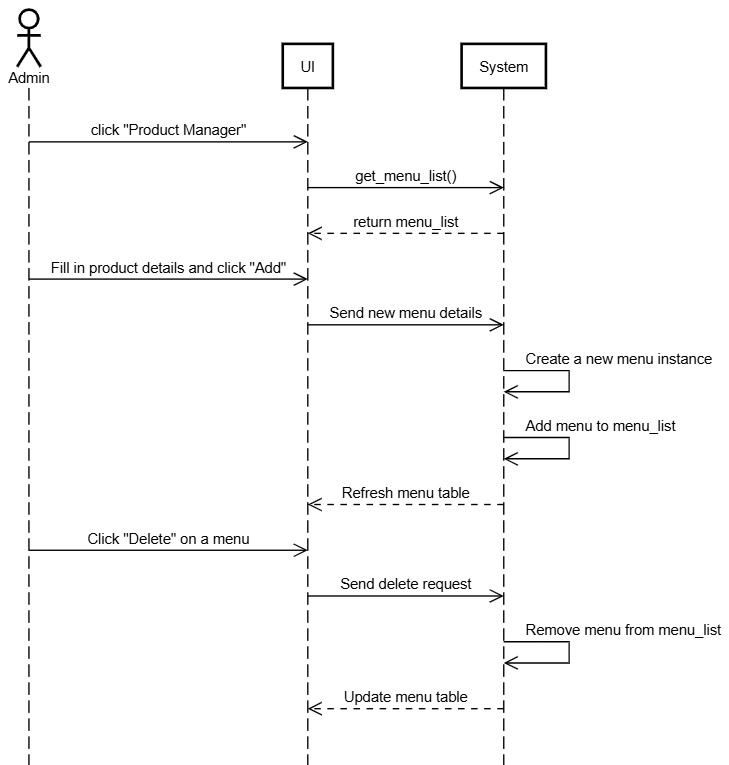 Admin
UI
System
click "Product Manager"
get_menu_list()
return menu_list
Fill in product details and click "Add"
Send new menu details
Create a new menu instance
Add menu to menu_list
Refresh menu table
Click "Delete" on a menu
Send delete request
Remove menu from menu_list
Update menu table